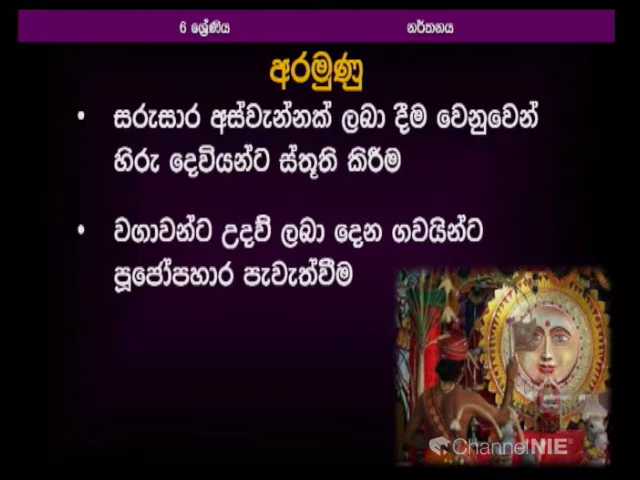 6 ශ්‍රේණිය නර්තනය
අරමුණු
• සරුසාර අස්වැන්නක් ලබා දීම වෙනුවෙන්
හිරු දෙවියන්ට ස්තූති කිරීම
• වගාවන්ට උදව් ලබා දෙන ගවයින්ට
පූජෝපහාර පැවැත්වීම
ChannelNIE